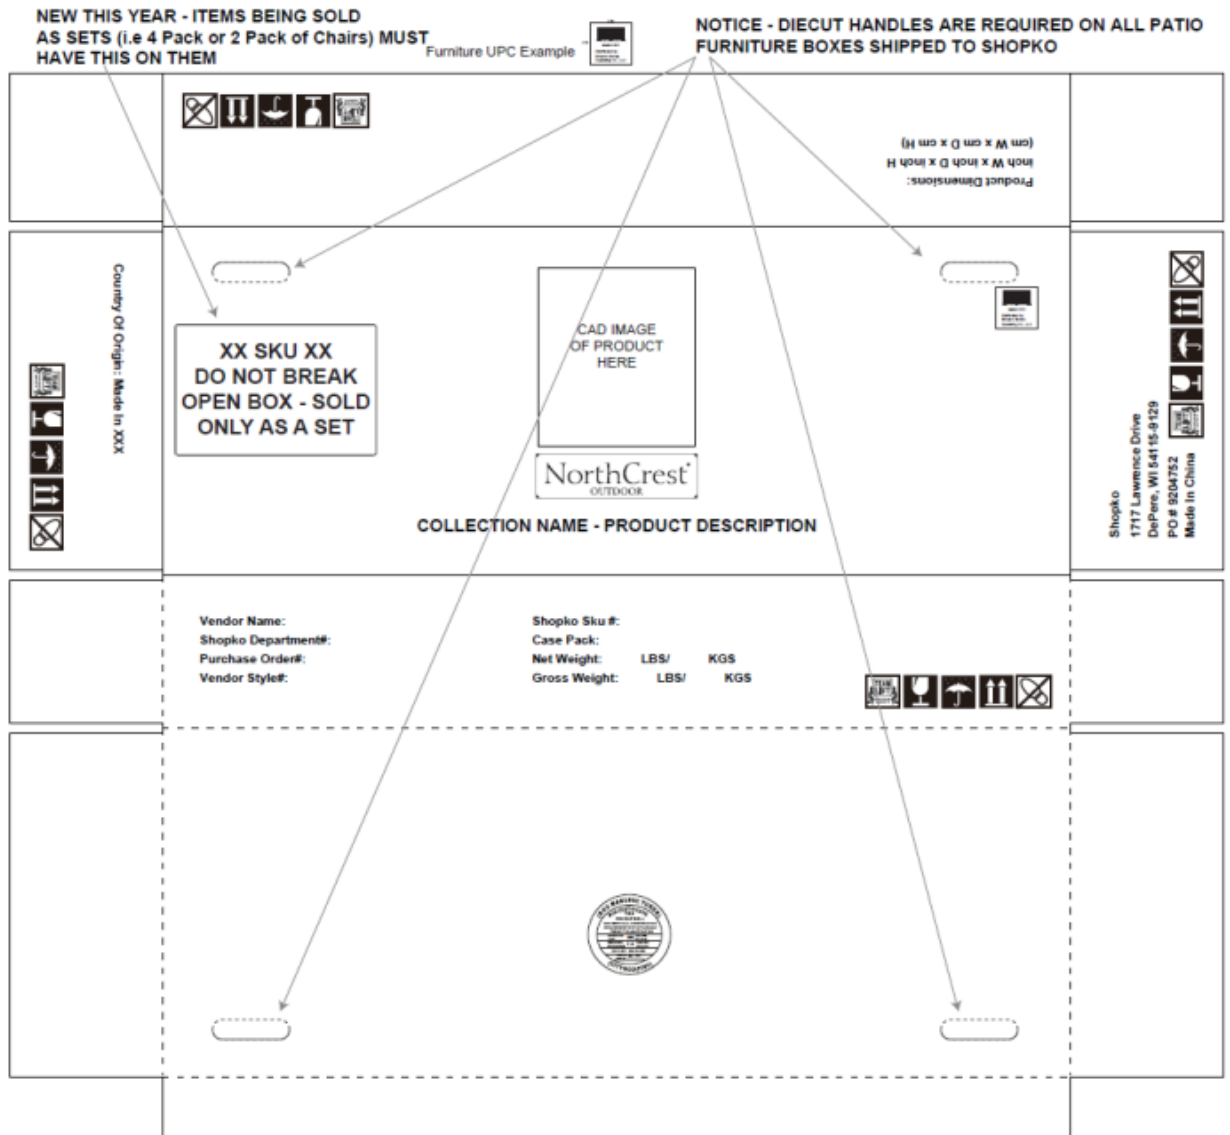 NEW THIS YEAR - ITEMS BEING SOLD
AS SETS (i.e 4 Pack or 2 Pack of Chairs) MUST
HAVE THIS ON THEM
Furniture UPC Example
NOTICE - DIECUT HANDLES ARE REQUIRED ON ALL PATIO
FURNITURE BOXES SHIPPED TO SHOPKO
Product Dimensions:
inch W x inch D x inch H
(cm W x cm D x cm H)
Country Of Origin: Made In XXX
XX SKU XX
DO NOT BREAK
OPEN BOX - SOLD
ONLY AS A SET
CAD IMAGE
OF PRODUCT
HERE
NorthCrest
OUTDOOR
COLLECTION NAME - PRODUCT DESCRIPTION
Shopko
1717 Lawrence Drive
DePere, WI 54115-9129
PO # 9204752
Made In China
TEAM
LIFT
Vendor Name:
Shopko Department#:
Purchase Order#:
Vendor Style#:
Shopko Sku #:
Case Pack:
Net Weight: LBS/ KGS
Gross Weight: LBS/ KGS
TEAM
LIFT